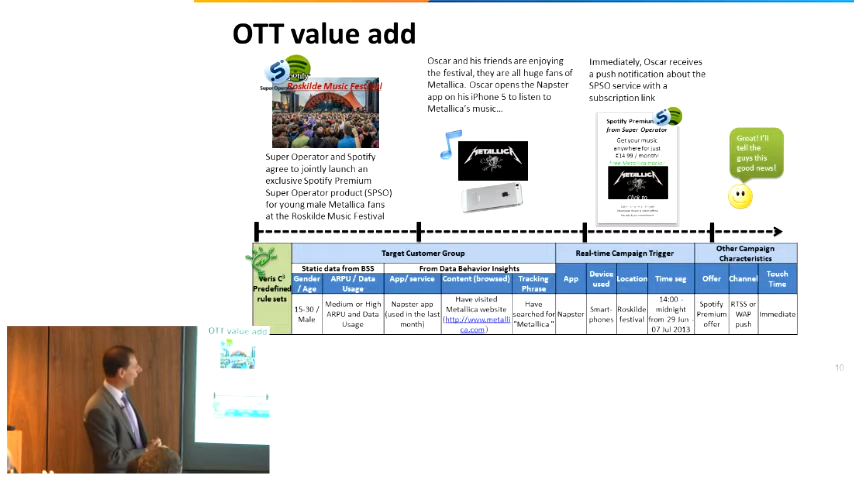 OTT value add
Spotify
Roskilde Music Festival
Super Operator and Spotify
agree to jointly launch an
exclusive Spotify Premium
Super Operator product (SPSO)
for young male Metallica fans
at the Roskilde Music Festival
Oscar and his friends are enjoying
the festival, they are all huge fans of
Metallica. Oscar opens the Napster
app on his iPhone 5 to listen to
Metallica's music...
METALLICA
Immediately, Oscar receives
a push notification about the
SPSO service with a
subscription link
Spotify Premium
from Super Operator
Get your music
anywhere for just
€14.99 / month!
Free Metallica music
METALLICA
Click to
Great! I'll
tell the
guys this
good news!
Target Customer Group
Real-time Campaign Trigger
Other Campaign
Characteristics
Veris C³
Predefined
rule sets
Static data from BSS
From Data Behavior Insights
Gender
/ Age
ARPU / Data
Usage
App/ service
Content (browsed)
Tracking
Phrase
App
Device
used
Location
Time seg
Offer
Channel
Touch
Time
15-30 /
Male
Medium or High
ARPU and Data
Usage
Napster app
(used in the last
month)
Have visited
Metallica website
(http://www.metalli
ca.com )
Have
searched for
"Metallica"
Napster
Smart-
phones
Roskilde
festival
14:00 -
midnight
from 29 Jun -
07 Jul 2013
Spotify
Premium
offer
RTSS or
WAP
push
Immediate
OTT value add
10